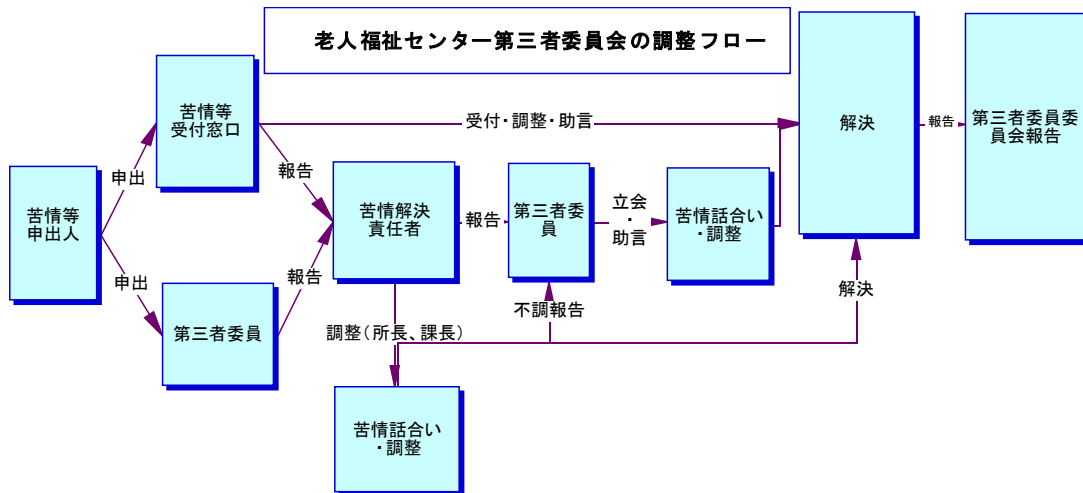 老人福祉センター第三者委員会の調整フロー
苦情等
受付窓口
受付・調整・助言
解決
報告
第三者委員委
員会報告
申出
報告
苦情等
申出人
苦情解決
責任者
報告
第三者委
員
立会
・
助言
苦情話合い
・調整
申出
報告
第三者委員
不調報告
解決
調整(所長、課長)
苦情話合い
・調整